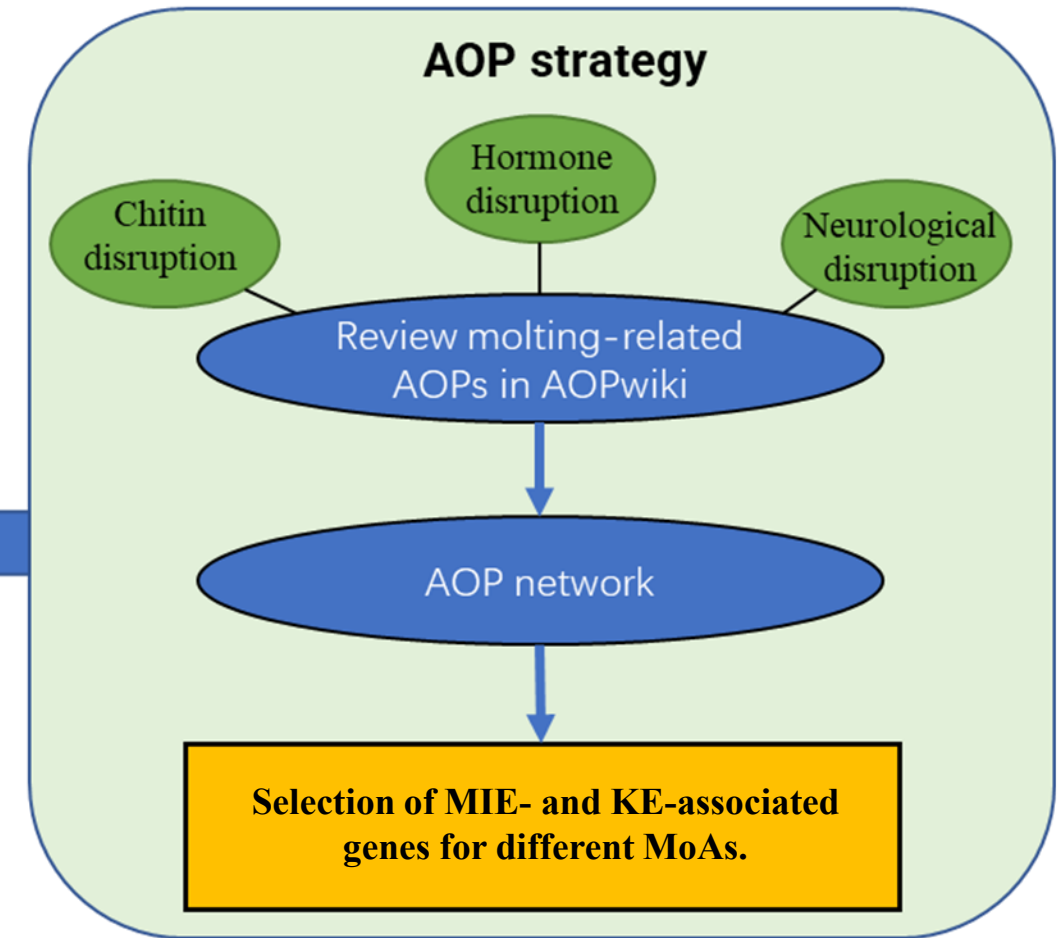 AOP strategy
Hormone
disruption
Chitin
disruption
Neurological
disruption
Review molting-related
AOPs in AOPwiki
AOP network
Selection of MIE- and KE-associated
genes for different MoAs.